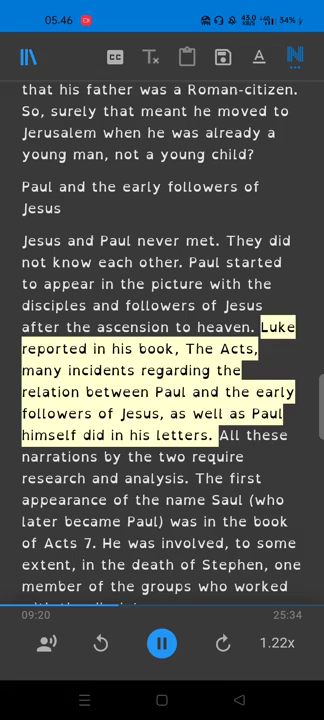 05.46
43.0 KB/S
4G
34%
CC
T×
A
N
that his father was a Roman-citizen.
So, surely that meant he moved to
Jerusalem when he was already a
young man, not a young child?
Paul and the early followers of
Jesus
Jesus and Paul never met. They did
not know each other. Paul started
to appear in the picture with the
disciples and followers of Jesus
after the ascension to heaven. Luke
reported in his book, The Acts,
many incidents regarding the
relation between Paul and the early
followers of Jesus, as well as Paul
himself did in his letters. All these
narrations by the two require
research and analysis. The first
appearance of the name Saul (who
later became Paul) was in the book
of Acts 7. He was involved, to some
extent, in the death of Stephen, one
member of the groups who worked
09:20
25:34
1.22x